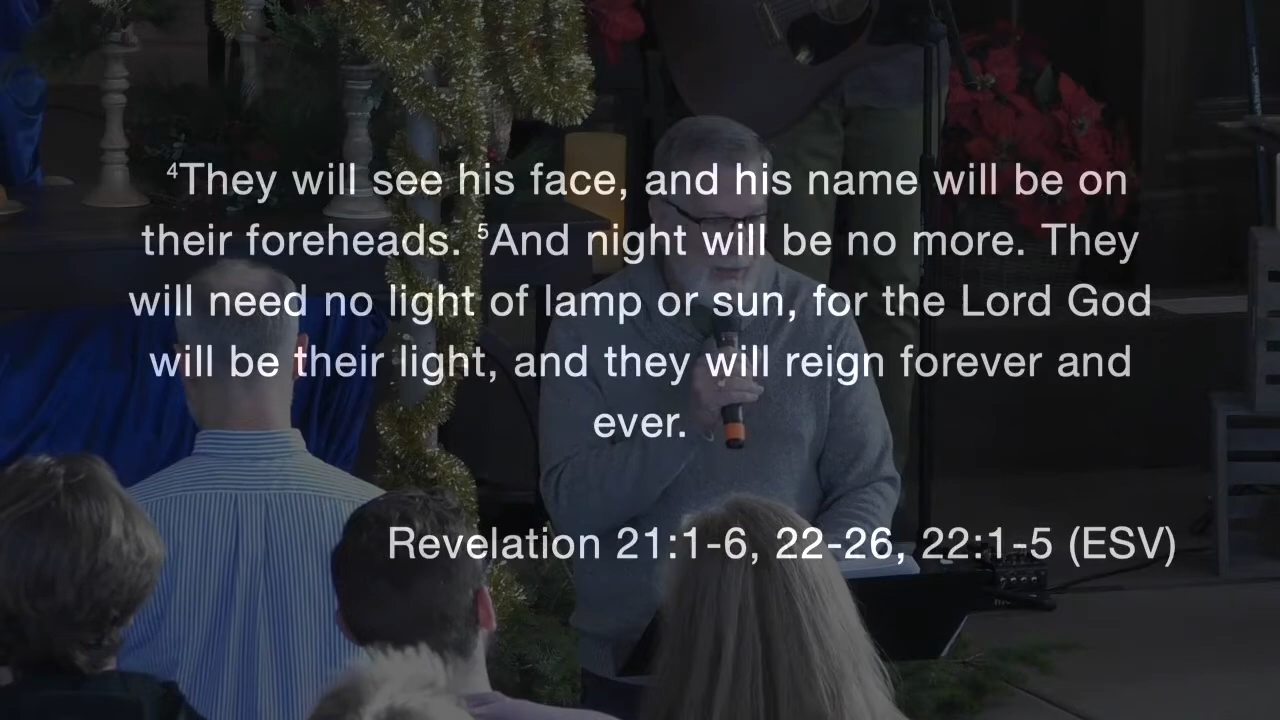 ⁴They will see his face, and his name will be on
their foreheads. ⁵And night will be no more. They
will need no light of lamp or sun, for the Lord God
will be their light, and they will reign forever and
ever.
Revelation 21:1-6, 22-26, 22:1-5 (ESV)